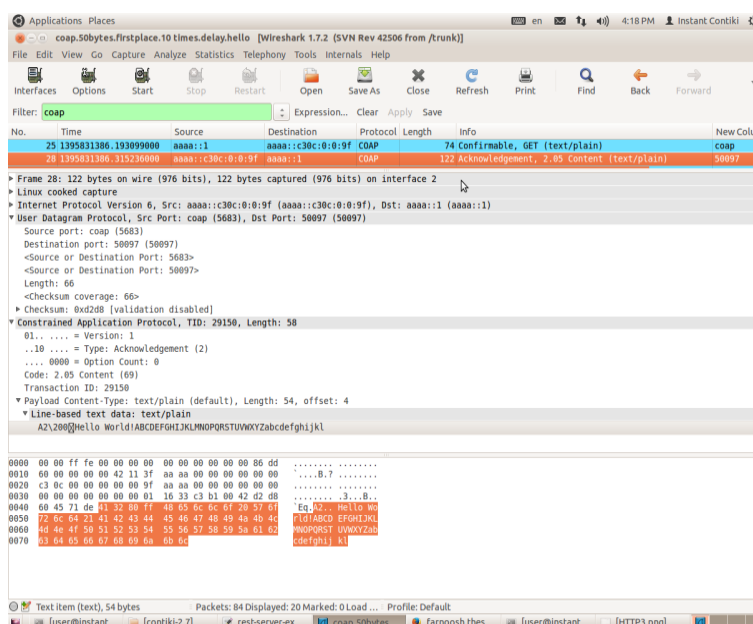 Applications Places en 4:18 PM Instant Contiki
coap.50bytes.firstplace.10 times.delay.hello [Wireshark 1.7.2 (SVN Rev 42506 from /trunk)]
File Edit View Go Capture Analyze Statistics Telephony Tools Internals Help
Interfaces Options Start Stop Restart Open Save As Close Refresh Print Find Back Forward
Filter: coap Expression... Clear Apply Save
No. Time Source Destination Protocol Length Info New Colu
25 1395831386.193099000 aaaa::1 aaaa::c30c:0:0:9f COAP 74 Confirmable, GET (text/plain) coap
28 1395831386.315236000 aaaa::c30c:0:0:9f aaaa::1 COAP 122 Acknowledgement, 2.05 Content (text/plain) 50097
Frame 28: 122 bytes on wire (976 bits), 122 bytes captured (976 bits) on interface 2
Linux cooked capture
Internet Protocol Version 6, Src: aaaa::c30c:0:0:9f (aaaa::c30c:0:0:9f), Dst: aaaa::1 (aaaa::1)
User Datagram Protocol, Src Port: coap (5683), Dst Port: 50097 (50097)
Source port: coap (5683)
Destination port: 50097 (50097)
<Source or Destination Port: 5683>
<Source or Destination Port: 50097>
Length: 66
<Checksum coverage: 66>
Checksum: 0xd2d8 [validation disabled]
Constrained Application Protocol, TID: 29150, Length: 58
01.. .... = Version: 1
..10 .... = Type: Acknowledgement (2)
.... 0000 = Option Count: 0
Code: 2.05 Content (69)
Transaction ID: 29150
Payload Content-Type: text/plain (default), Length: 54, offset: 4
Line-based text data: text/plain
A2\200Hello World!ABCDEFGHIJKLMNOPQRSTUVWXYZabcdefghijkl
0000 00 00 ff fe 00 00 00 00 00 00 00 00 00 00 86 dd ........ ........
0010 60 00 00 00 00 42 11 3f aa aa 00 00 00 00 00 00 `....B.? ........
0020 c3 0c 00 00 00 00 00 9f aa aa 00 00 00 00 00 00 ........ ........
0030 00 00 00 00 00 00 00 01 16 33 c3 b1 00 42 d2 d8 ........ .3...B..
0040 60 45 71 de 41 32 80 ff 48 65 6c 6c 6f 20 57 6f `Eq.A2.. Hello Wo
0050 72 6c 64 21 41 42 43 44 45 46 47 48 49 4a 4b 4c rld!ABCD EFGHIJKL
0060 4d 4e 4f 50 51 52 53 54 55 56 57 58 59 5a 61 62 MNOPQRST UVWXYZab
0070 63 64 65 66 67 68 69 6a 6b 6c cdefghij kl
Text item (text), 54 bytes Packets: 84 Displayed: 20 Marked: 0 Load ... Profile: Default
[user@instant [contiki-2.7] rest-server-ex coap.50bytes farnoosh thes [user@instant [HTTP3.png]